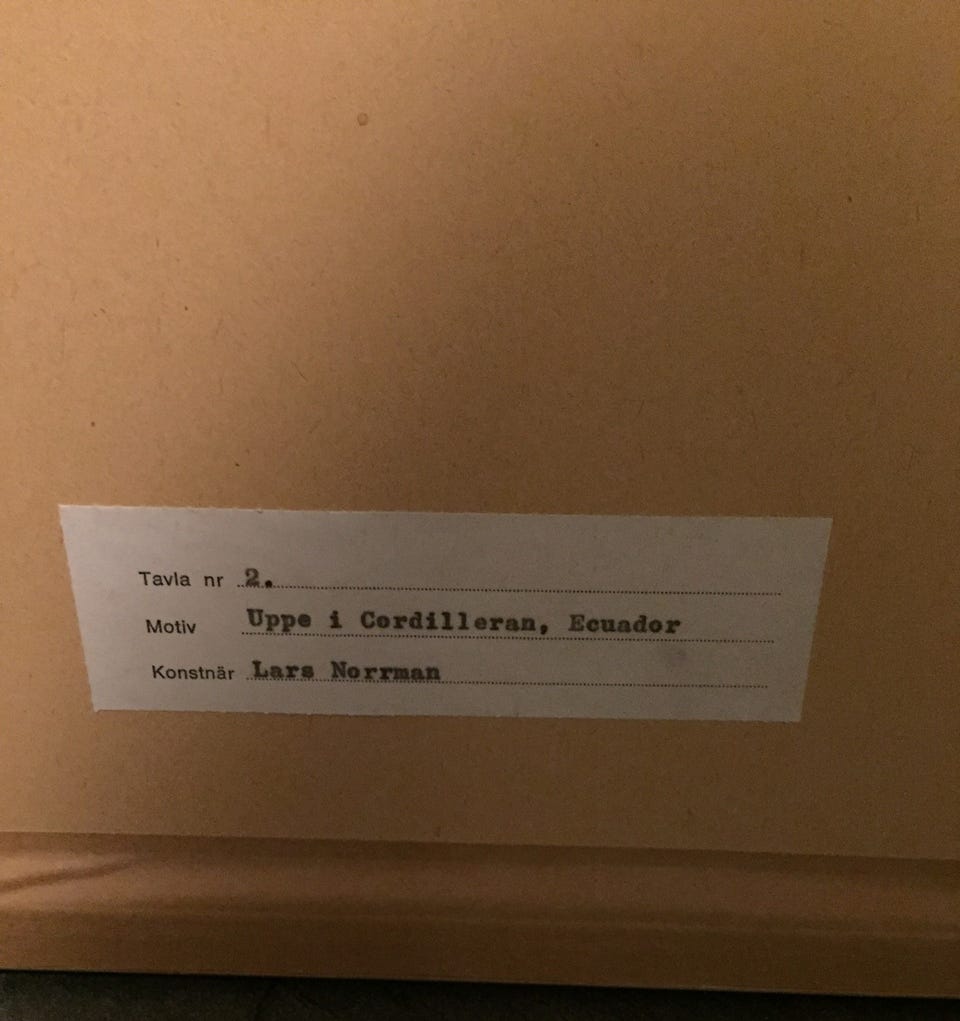 Tavla nr 2.
Motiv Uppe i Cordilleran, Ecuador
Konstnär Lars Norrman